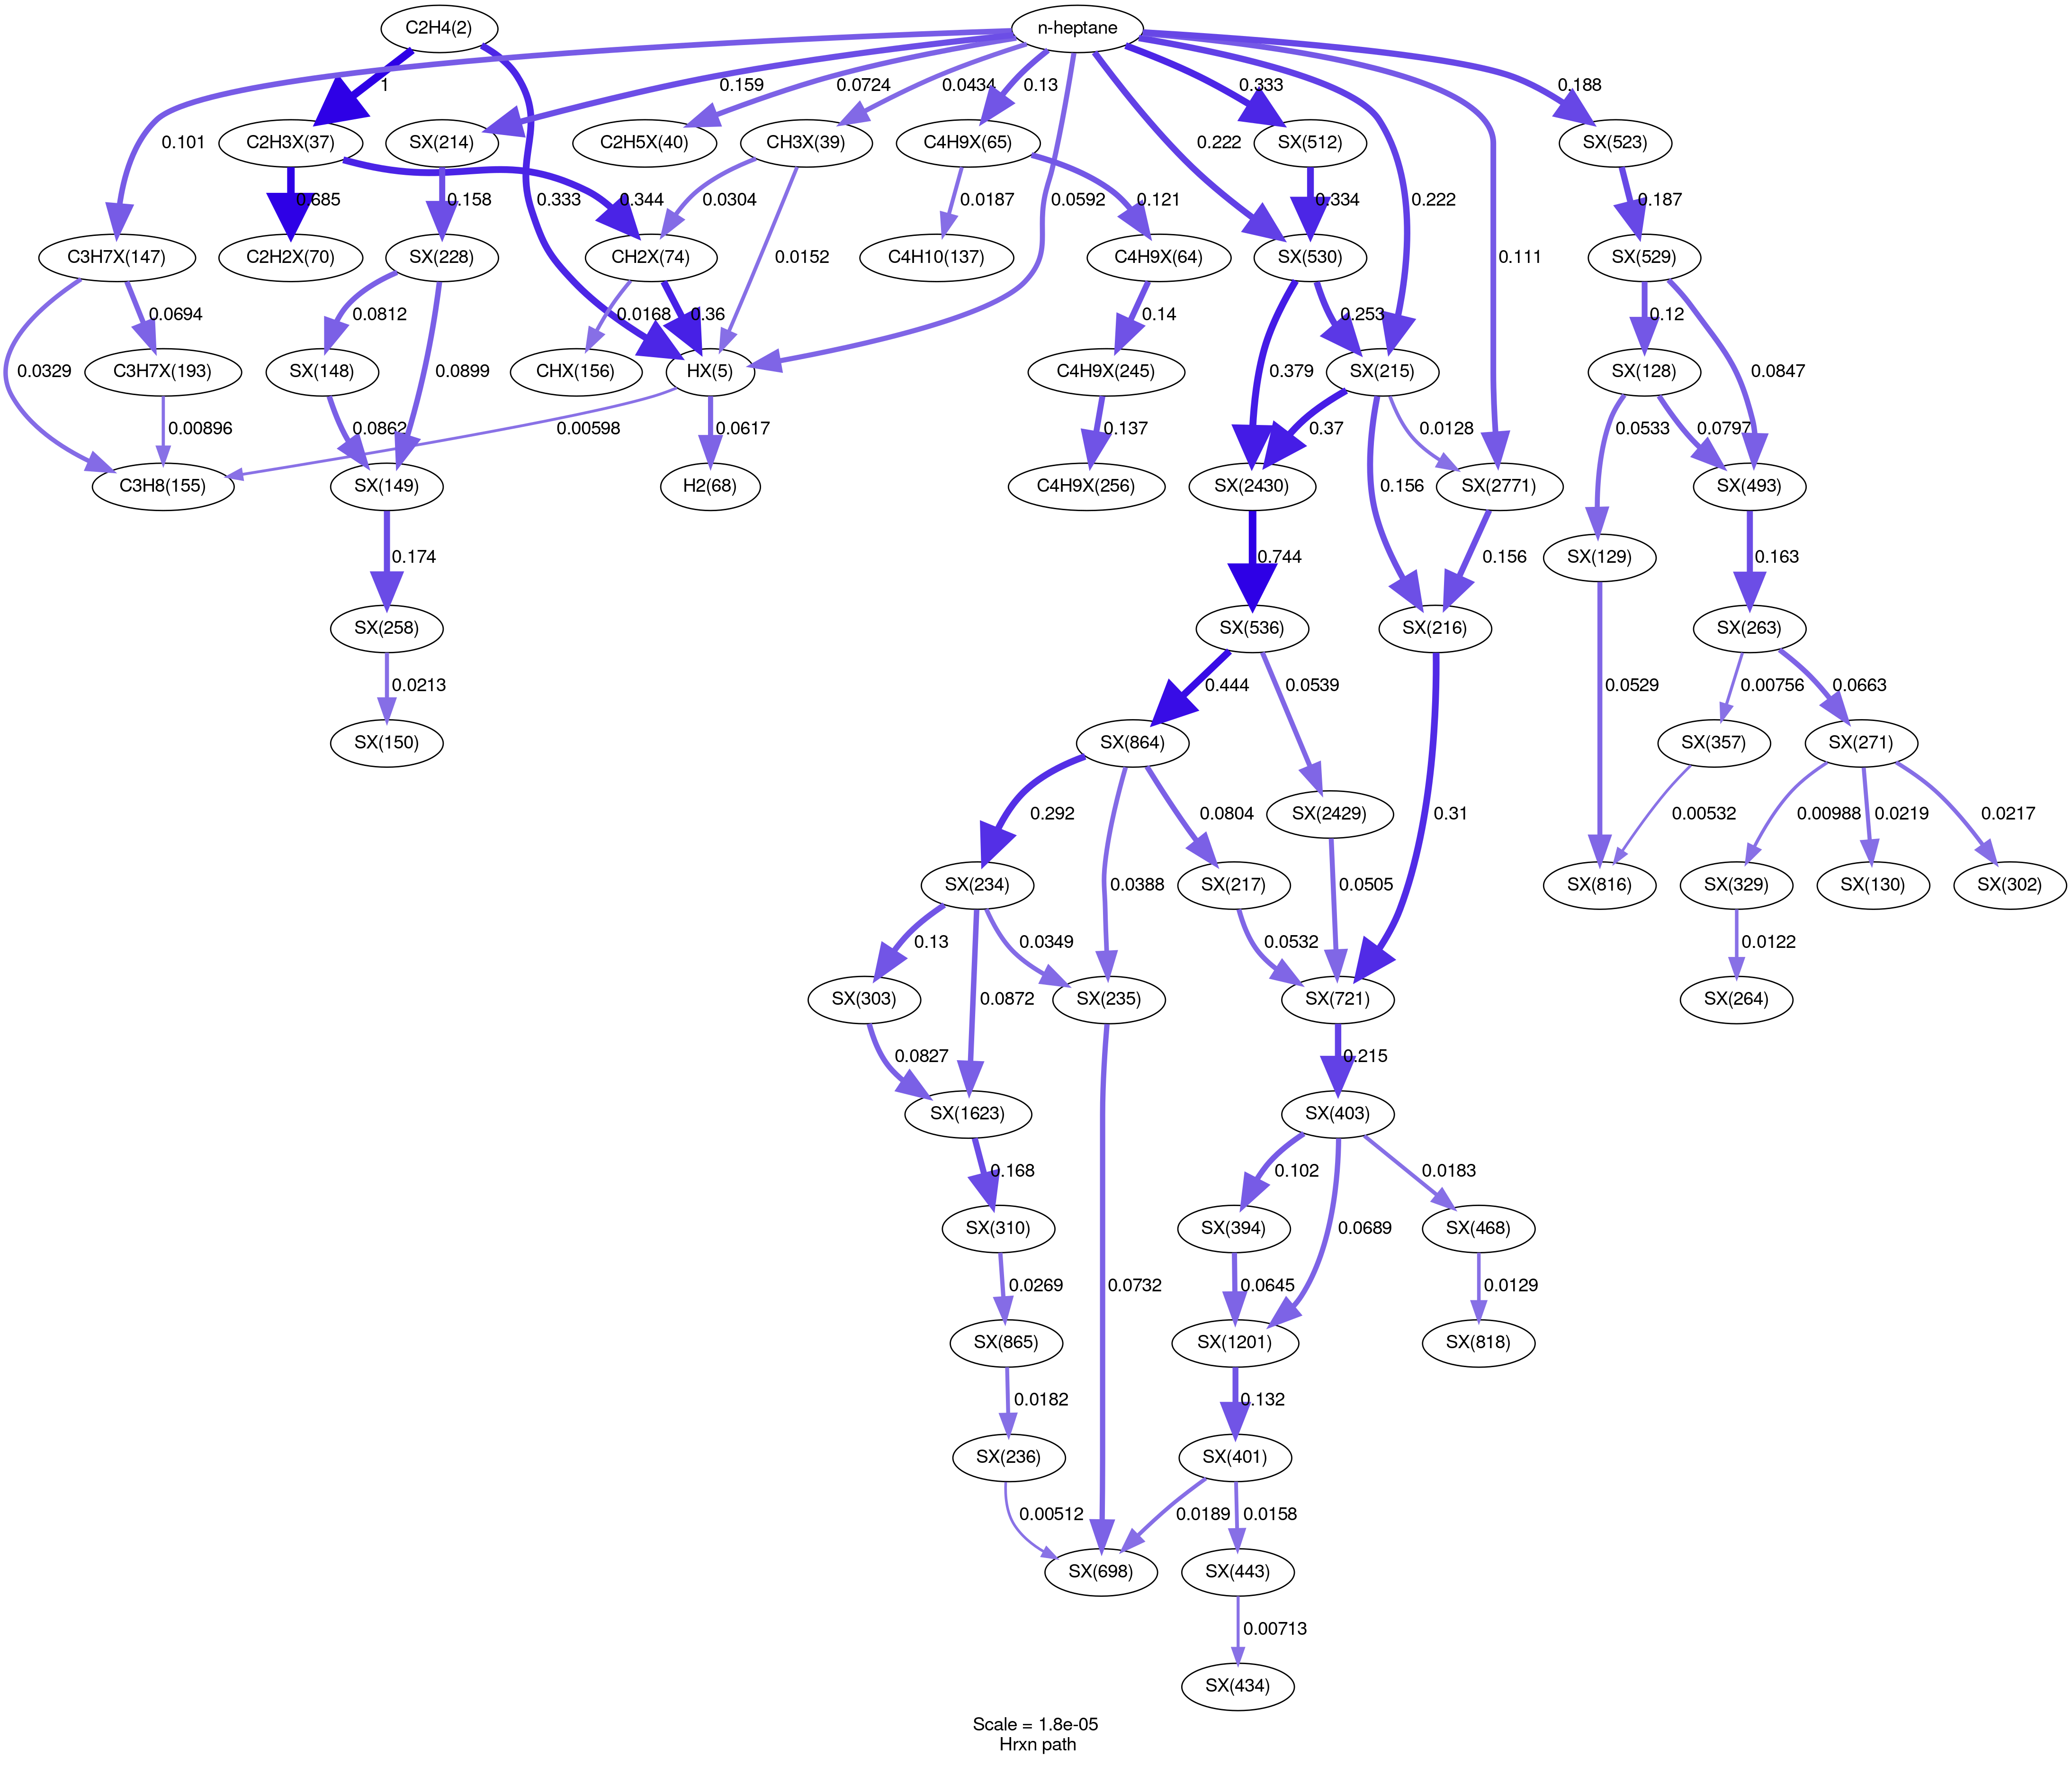 C2H4(2)
n-heptane
1
0.159
0.0724
0.0434
0.13
0.333
0.188
C2H3X(37)
SX(214)
C2H5X(40)
CH3X(39)
C4H9X(65)
SX(512)
SX(523)
0.101
0.685
0.158
0.333
0.344
0.0304
0.0592
0.0187
0.121
0.222
0.334
0.222
0.187
C3H7X(147)
C2H2X(70)
SX(228)
CH2X(74)
C4H10(137)
C4H9X(64)
SX(530)
0.111
SX(529)
0.0152
0.0694
0.0812
0.0168
0.36
0.14
0.253
0.12
0.0329
C3H7X(193)
SX(148)
0.0899
CHX(156)
HX(5)
C4H9X(245)
0.379
SX(215)
SX(128)
0.0847
0.00896
0.0862
0.00598
0.0617
0.137
0.37
0.0128
0.0533
0.0797
C3H8(155)
SX(149)
H2(68)
C4H9X(256)
SX(2430)
0.156
SX(2771)
SX(493)
0.174
0.744
0.156
SX(129)
0.163
SX(258)
SX(536)
SX(216)
SX(263)
0.0213
0.444
0.0539
0.0529
0.00756
0.0663
SX(150)
SX(864)
SX(357)
SX(271)
0.292
0.0804
SX(2429)
0.31
0.00532
0.00988
0.0219
0.0217
SX(234)
0.0388
SX(217)
SX(816)
SX(329)
SX(130)
SX(302)
0.13
0.0349
0.0532
0.0505
0.0122
SX(303)
0.0872
SX(235)
SX(721)
SX(264)
0.0827
0.215
SX(1623)
SX(403)
0.168
0.102
0.0183
SX(310)
SX(394)
0.0689
SX(468)
0.0269
0.0732
0.0645
0.0129
SX(865)
SX(1201)
SX(818)
0.0182
0.132
SX(236)
SX(401)
0.00512
0.0189
0.0158
SX(698)
SX(443)
0.00713
SX(434)
Scale = 1.8e-05
Hrxn path